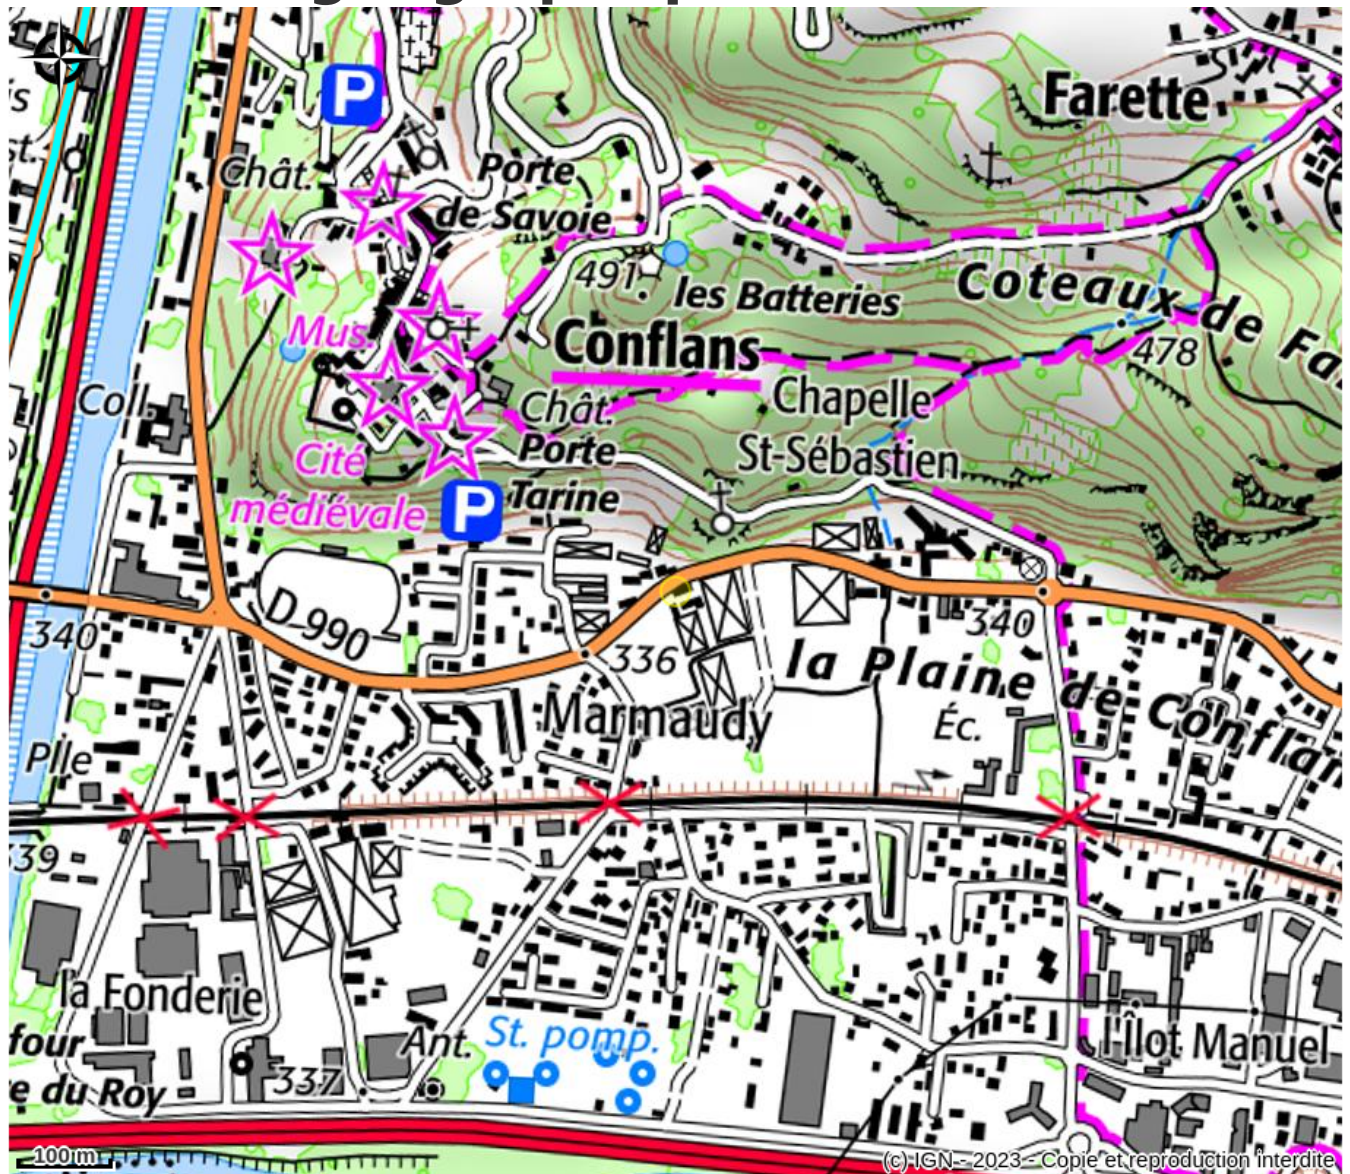 Farette
P
Chât.
Porte
de Savoie
491.
les Batteries
Coteaux de Fa
Mus.
Conflans
478
Coll.
Chât.
Chapelle
St-Sébastien
Cité
médiévale
Porte
Tarine
P
D 990
340
340
336
la Plaine de Conflan
Marmaudy
Éc.
Plle
39
la Fonderie
four
e du Roy
337
Ant.
St. pomp.
l'Îlot Manuel
100 m
(c) IGN - 2023 - Copie et reproduction interdite